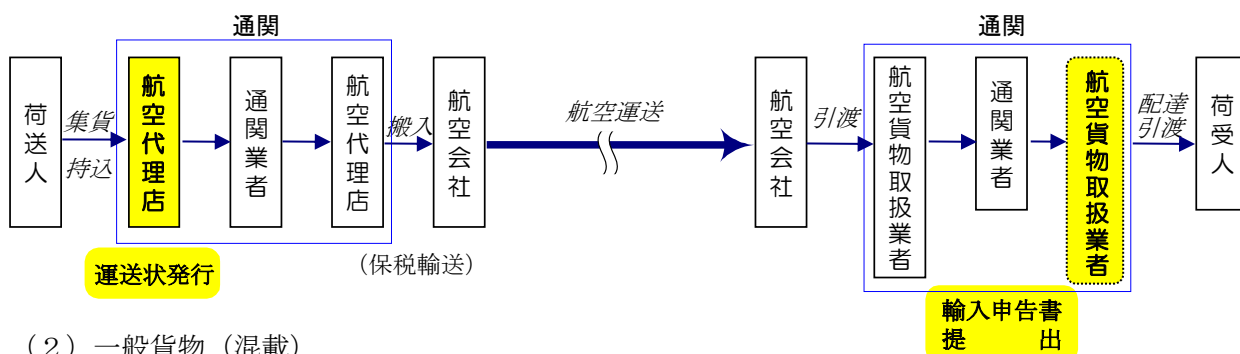 通関
荷送人
集貨
持込
航空代理店
通関業者
航空代理店
搬入
航空会社
航空運送
航空会社
引渡
通関
航空貨物取扱業者
通関業者
航空貨物取扱業者
配達
引渡
荷受人
運送状発行
（保税輸送）
輸入申告書
提　　出
（２）一般貨物（混載）